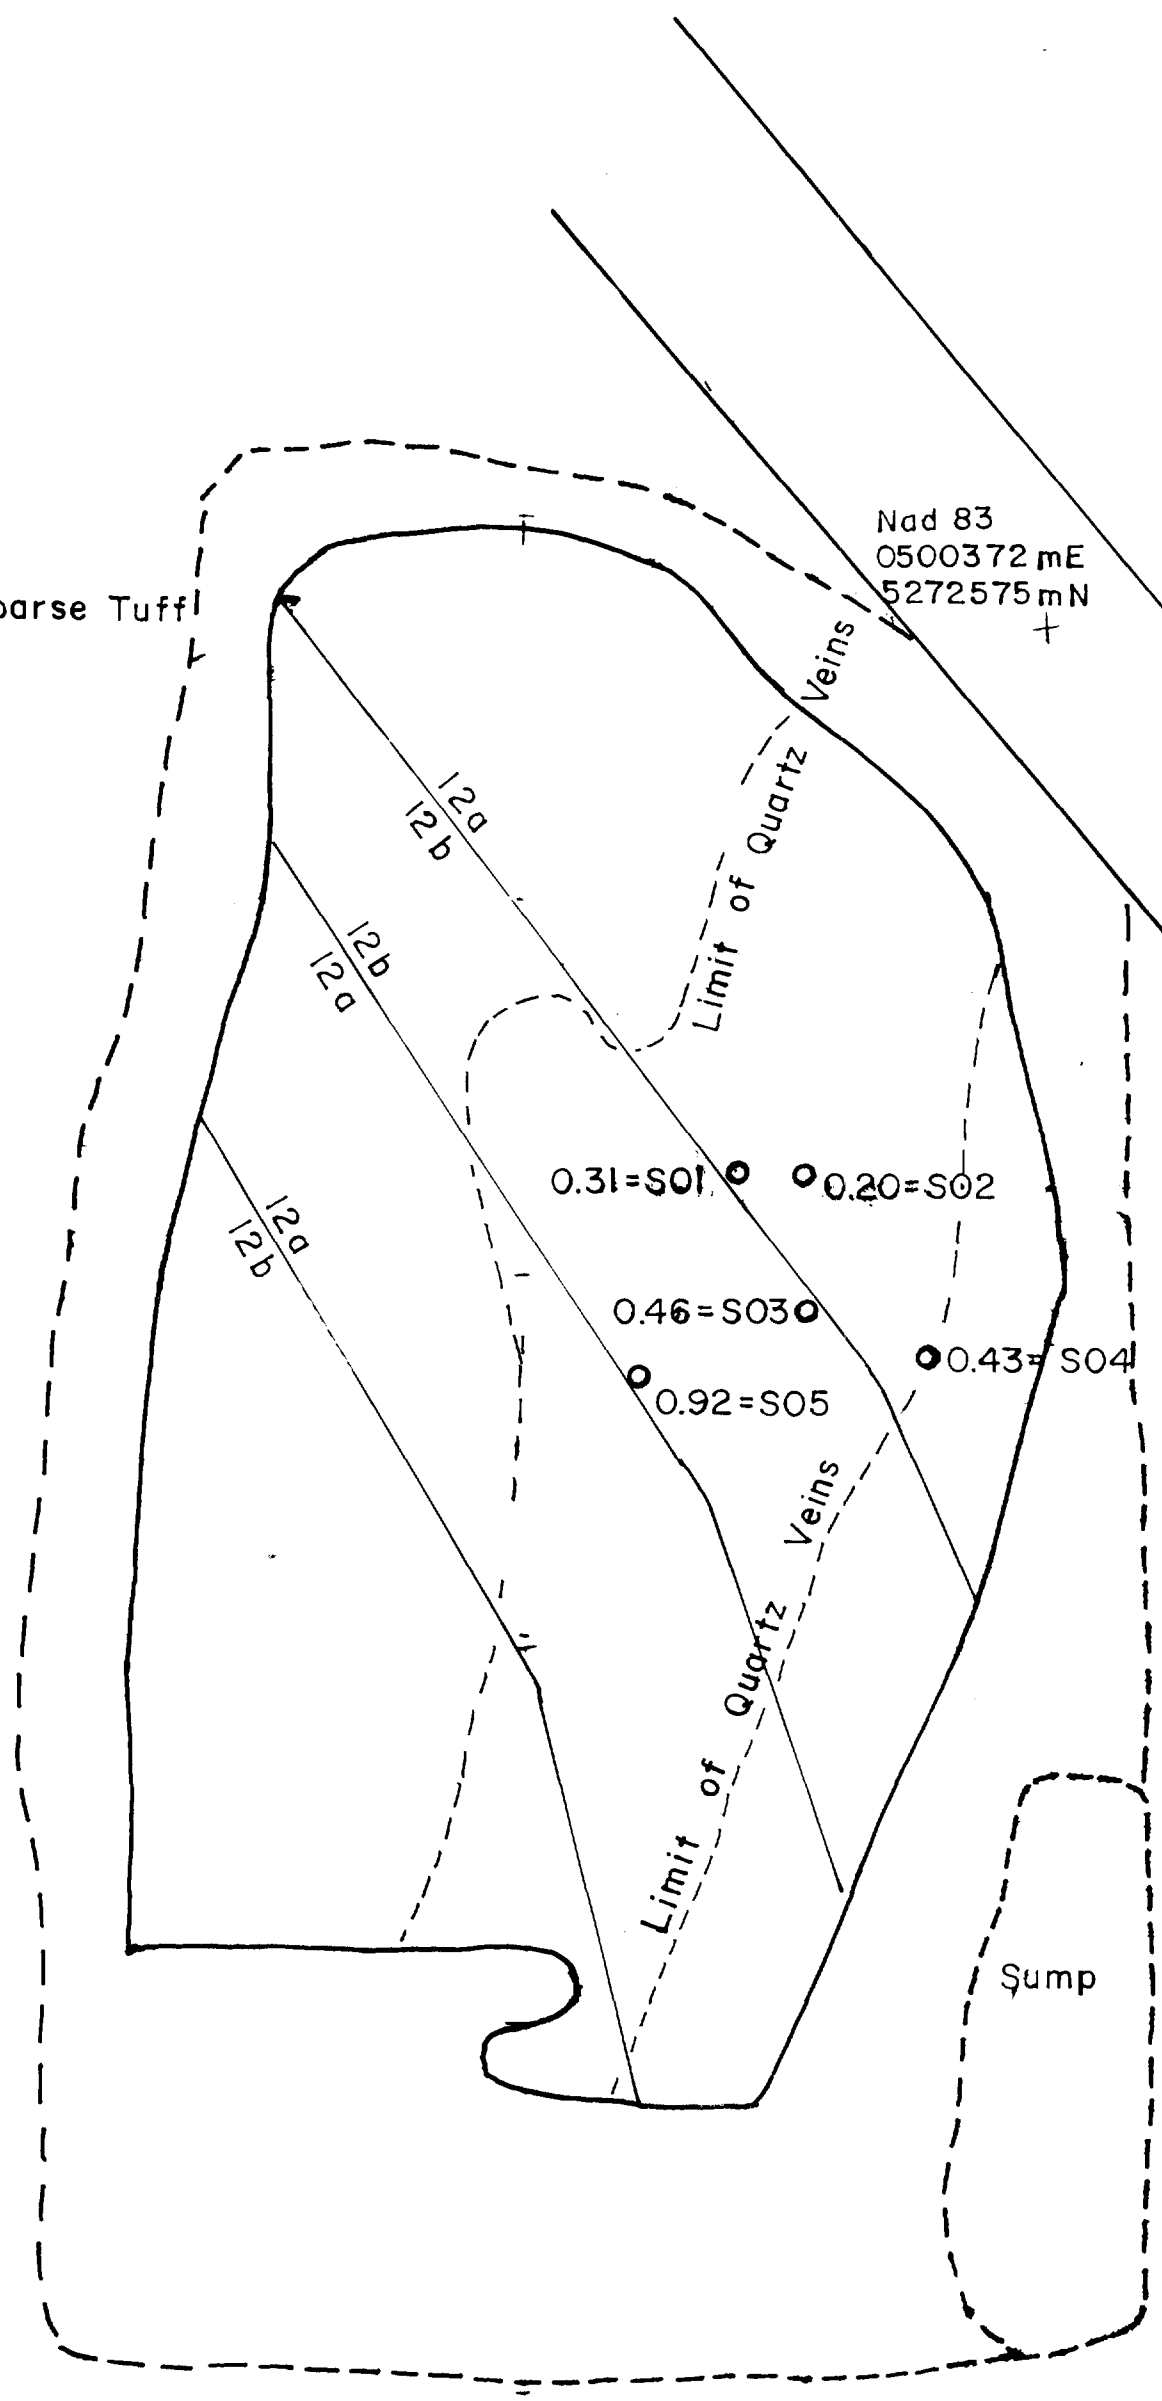 Nad 83
0500372 mE
5272575 mN
Tuff
Limit of Quartz Veins
12a
12b
12b
12a
0.31=S01
0.20=S02
12a
12b
0.46=S03
0.43=S04
0.92=S05
Limit of Quartz Veins
Sump